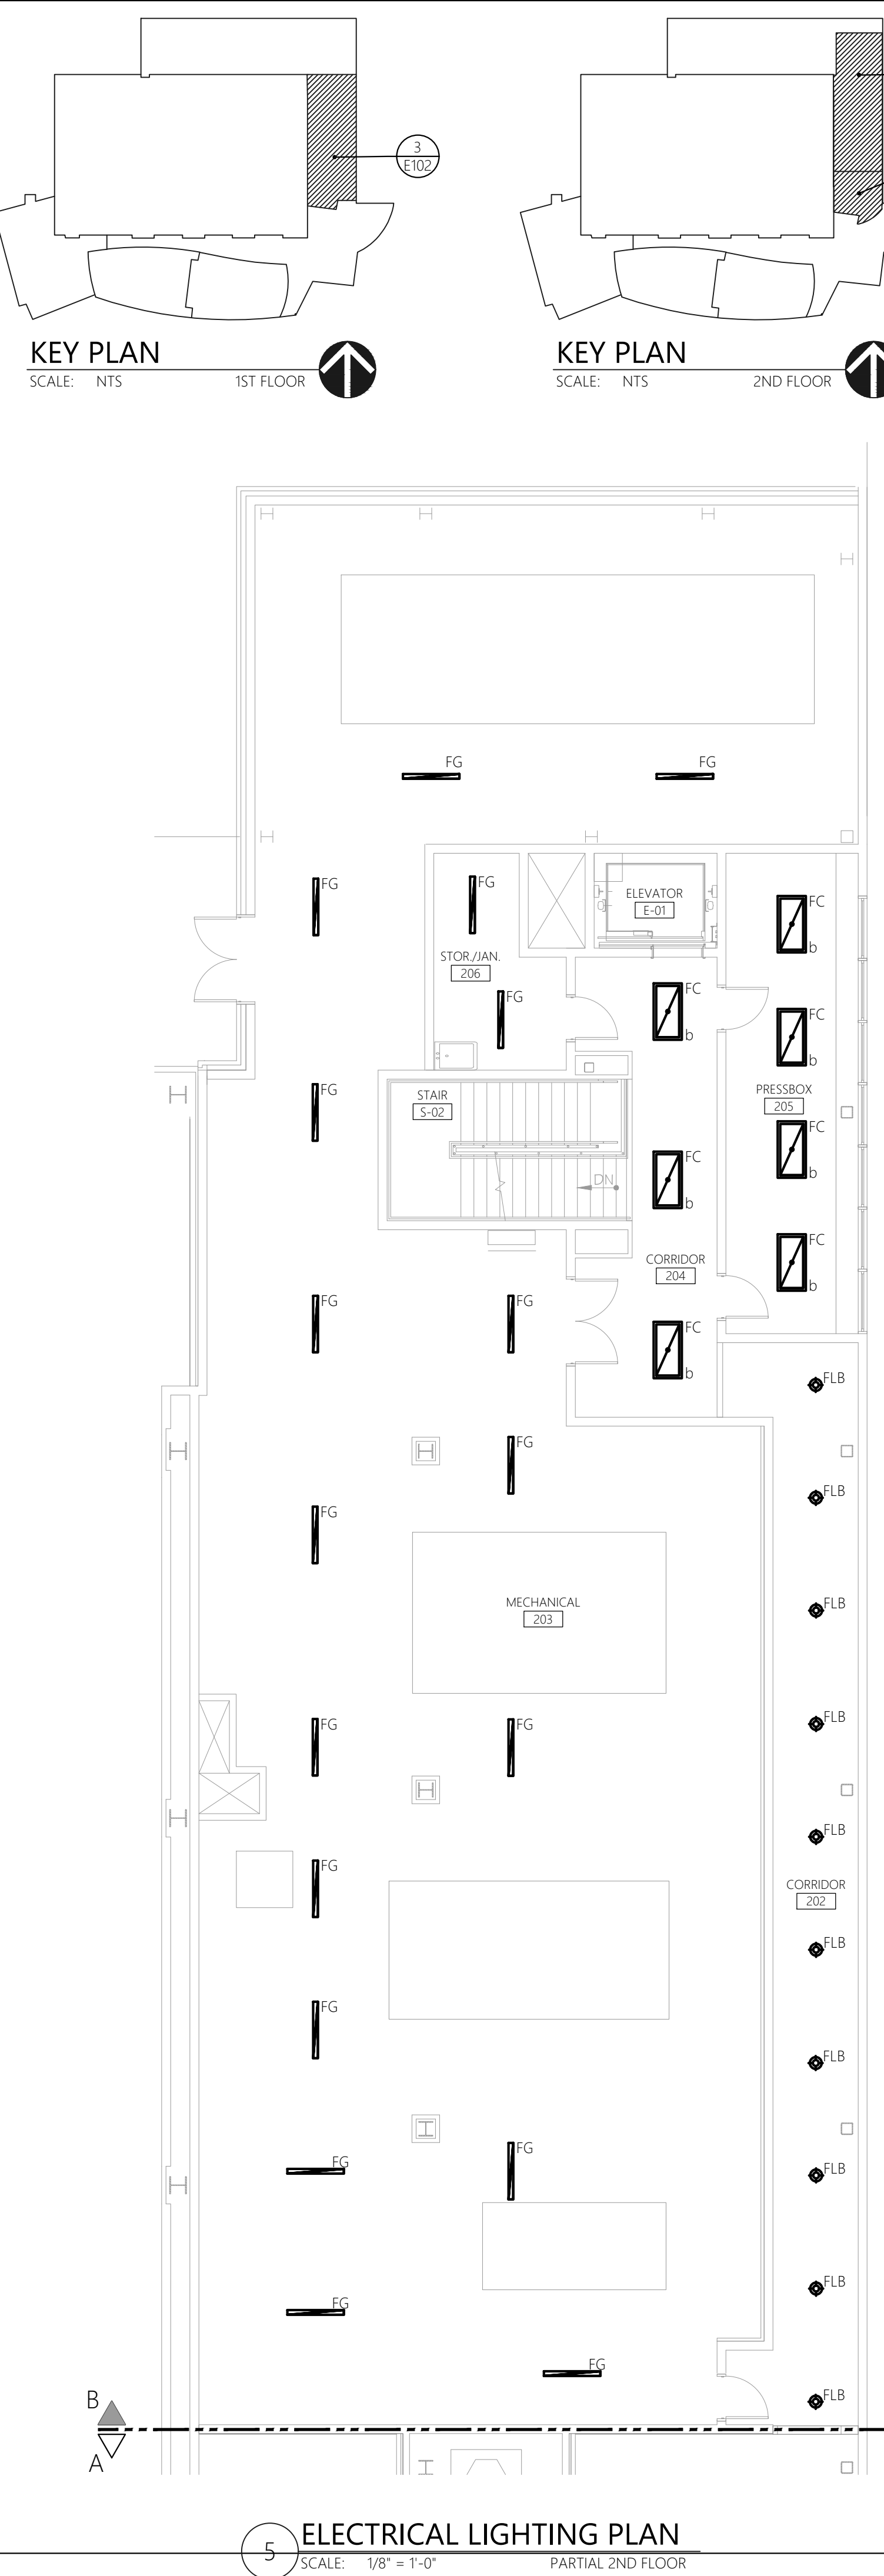 3
E102
KEY PLAN
SCALE: NTS 1ST FLOOR
KEY PLAN
SCALE: NTS 2ND FLOOR
FG FG
FG FG FC
ELEVATOR
E-01
b
STOR./JAN.
206
FC
FG FC
b b
FG
STAIR
S-02
PRESSBOX
205
FC
FC
DN
b
b
FC
CORRIDOR
204
b
FG FG
FC
b
FLB
FG
FLB
FG
MECHANICAL
203
FLB
FG FG FLB
FLB
FG
CORRIDOR
202
FLB
FG
FLB
FG
FG FLB
FLB
FG
FG
B
FLB
A
5
ELECTRICAL LIGHTING PLAN
SCALE: 1/8" = 1'-0" PARTIAL 2ND FLOOR